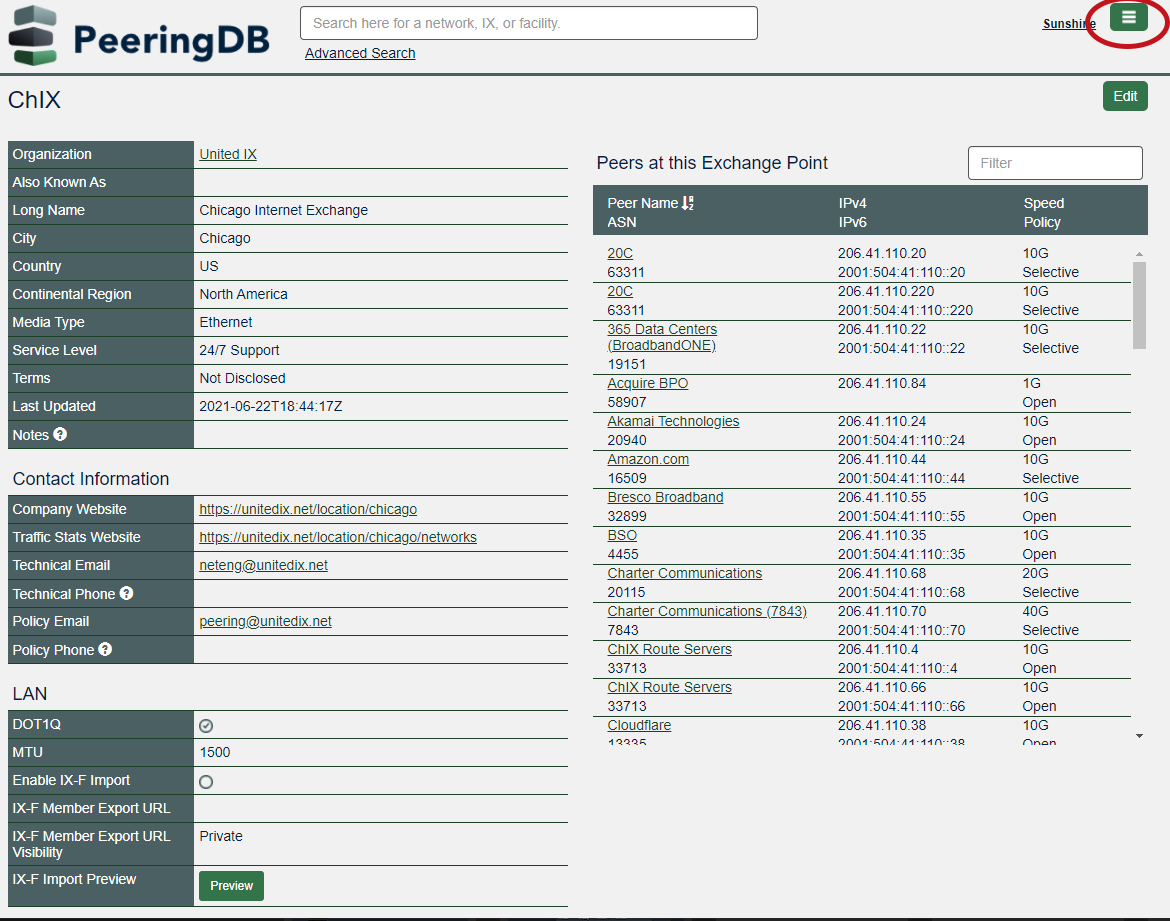 PeeringDB
Search here for a network, IX, or facility.
Advanced Search
Sunshine
ChIX
Edit
Organization United IX
Also Known As
Long Name Chicago Internet Exchange
City Chicago
Country US
Continental Region North America
Media Type Ethernet
Service Level 24/7 Support
Terms Not Disclosed
Last Updated 2021-06-22T18:44:17Z
Notes ?
Contact Information
Company Website https://unitedix.net/location/chicago
Traffic Stats Website https://unitedix.net/location/chicago/networks
Technical Email neteng@unitedix.net
Technical Phone ?
Policy Email peering@unitedix.net
Policy Phone ?
LAN
DOT1Q
MTU 1500
Enable IX-F Import
IX-F Member Export URL
IX-F Member Export URL Private
Visibility
IX-F Import Preview Preview
Peers at this Exchange Point Filter
Peer Name IPv4 Speed
ASN IPv6 Policy
20C 206.41.110.20 10G
63311 2001:504:41:110::20 Selective
20C 206.41.110.220 10G
63311 2001:504:41:110::220 Selective
365 Data Centers 206.41.110.22 10G
(BroadbandONE) 2001:504:41:110::22 Selective
19151
Acquire BPO 206.41.110.84 1G
58907 Open
Akamai Technologies 206.41.110.24 10G
20940 2001:504:41:110::24 Open
Amazon.com 206.41.110.44 10G
16509 2001:504:41:110::44 Selective
Bresco Broadband 206.41.110.55 10G
32899 2001:504:41:110::55 Open
BSO 206.41.110.35 10G
4455 2001:504:41:110::35 Open
Charter Communications 206.41.110.68 20G
20115 2001:504:41:110::68 Selective
Charter Communications (7843) 206.41.110.70 40G
7843 2001:504:41:110::70 Selective
ChIX Route Servers 206.41.110.4 10G
33713 2001:504:41:110::4 Open
ChIX Route Servers 206.41.110.66 10G
33713 2001:504:41:110::66 Open
Cloudflare 206.41.110.38 10G
13335 2001:504:41:110::38 Open